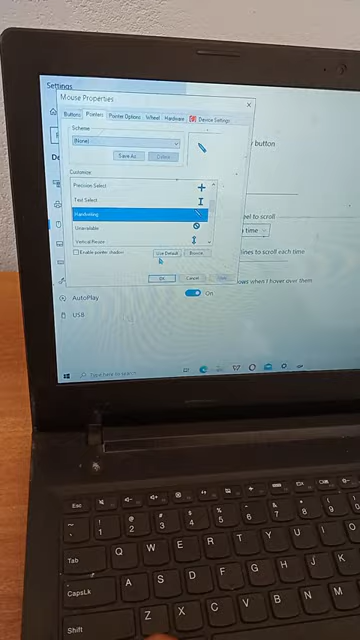 Settings
Mouse Properties
Buttons Pointers Pointer Options Wheel Hardware Device Settings
Scheme
(None)
Save As... Delete
Customize:
Precision Select
Text Select
Handwriting
Unavailable
Vertical Resize
Enable pointer shadow
Use Default Browse...
OK Cancel
button
eel to scroll
time
lines to scroll each time
dows when I hover over them
On
AutoPlay
USB
Type here to search
Esc
Tab Q W E R T Y U
CapsLk A S D F G H J K
Shift Z X C V B N M